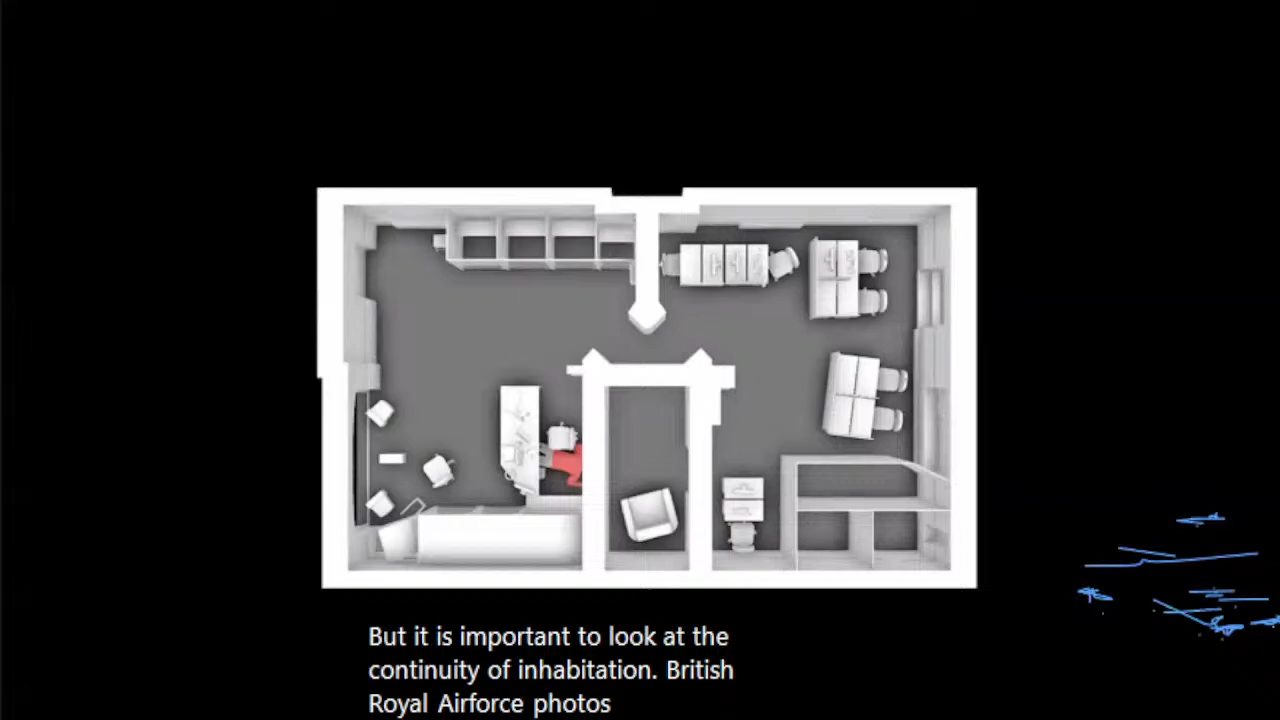 But it is important to look at the
continuity of inhabitation. British
Royal Airforce photos